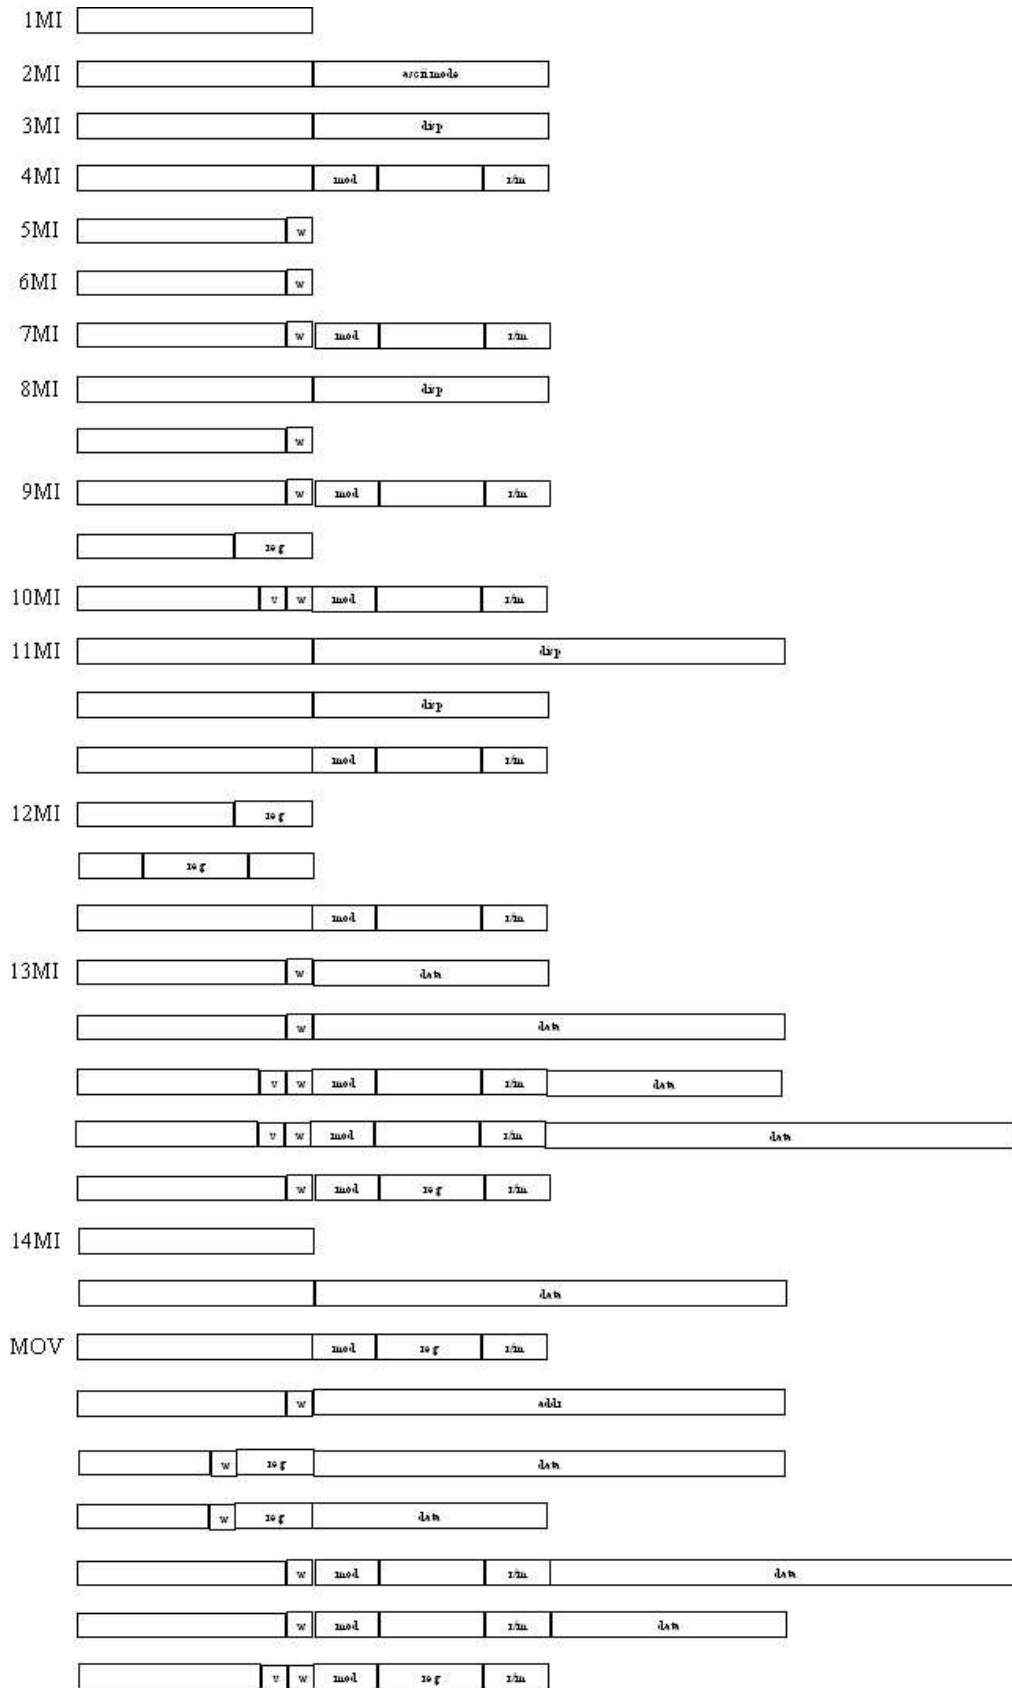 1MI
2MI ascii mode
3MI disp
4MI mod r/m
5MI w
6MI w
7MI w mod r/m
8MI disp
w
9MI w mod r/m
reg
10MI v w mod r/m
11MI disp
disp
mod r/m
12MI reg
reg
mod r/m
13MI w data
w data
v w mod r/m data
v w mod r/m data
w mod reg r/m
14MI
data
MOV mod reg r/m
w addr
w reg data
w reg data
w mod r/m data
w mod r/m data
v w mod reg r/m